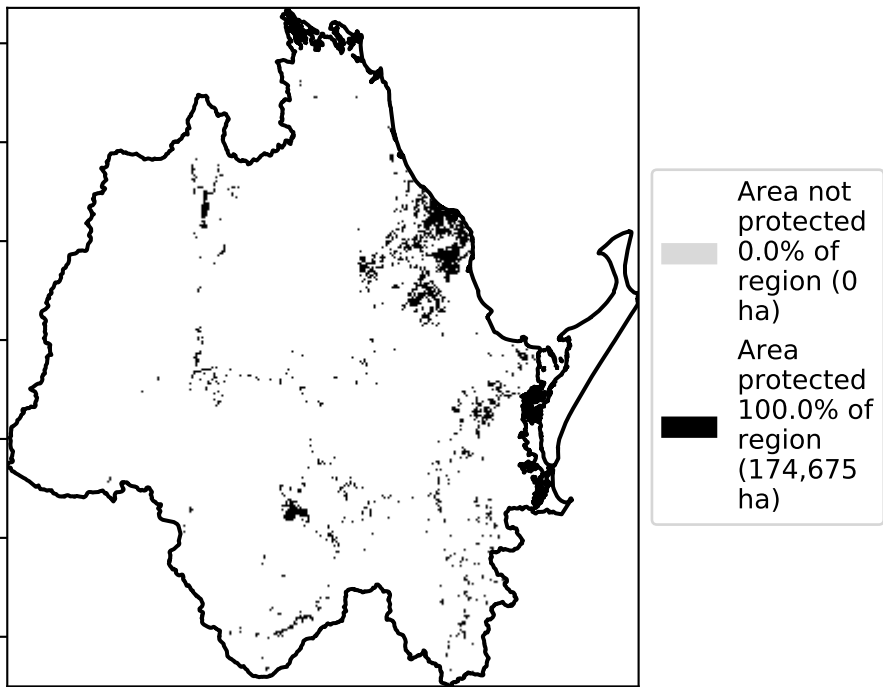 Area not
protected
0.0% of
region (0
ha)
Area
protected
100.0% of
region
(174,675
ha)